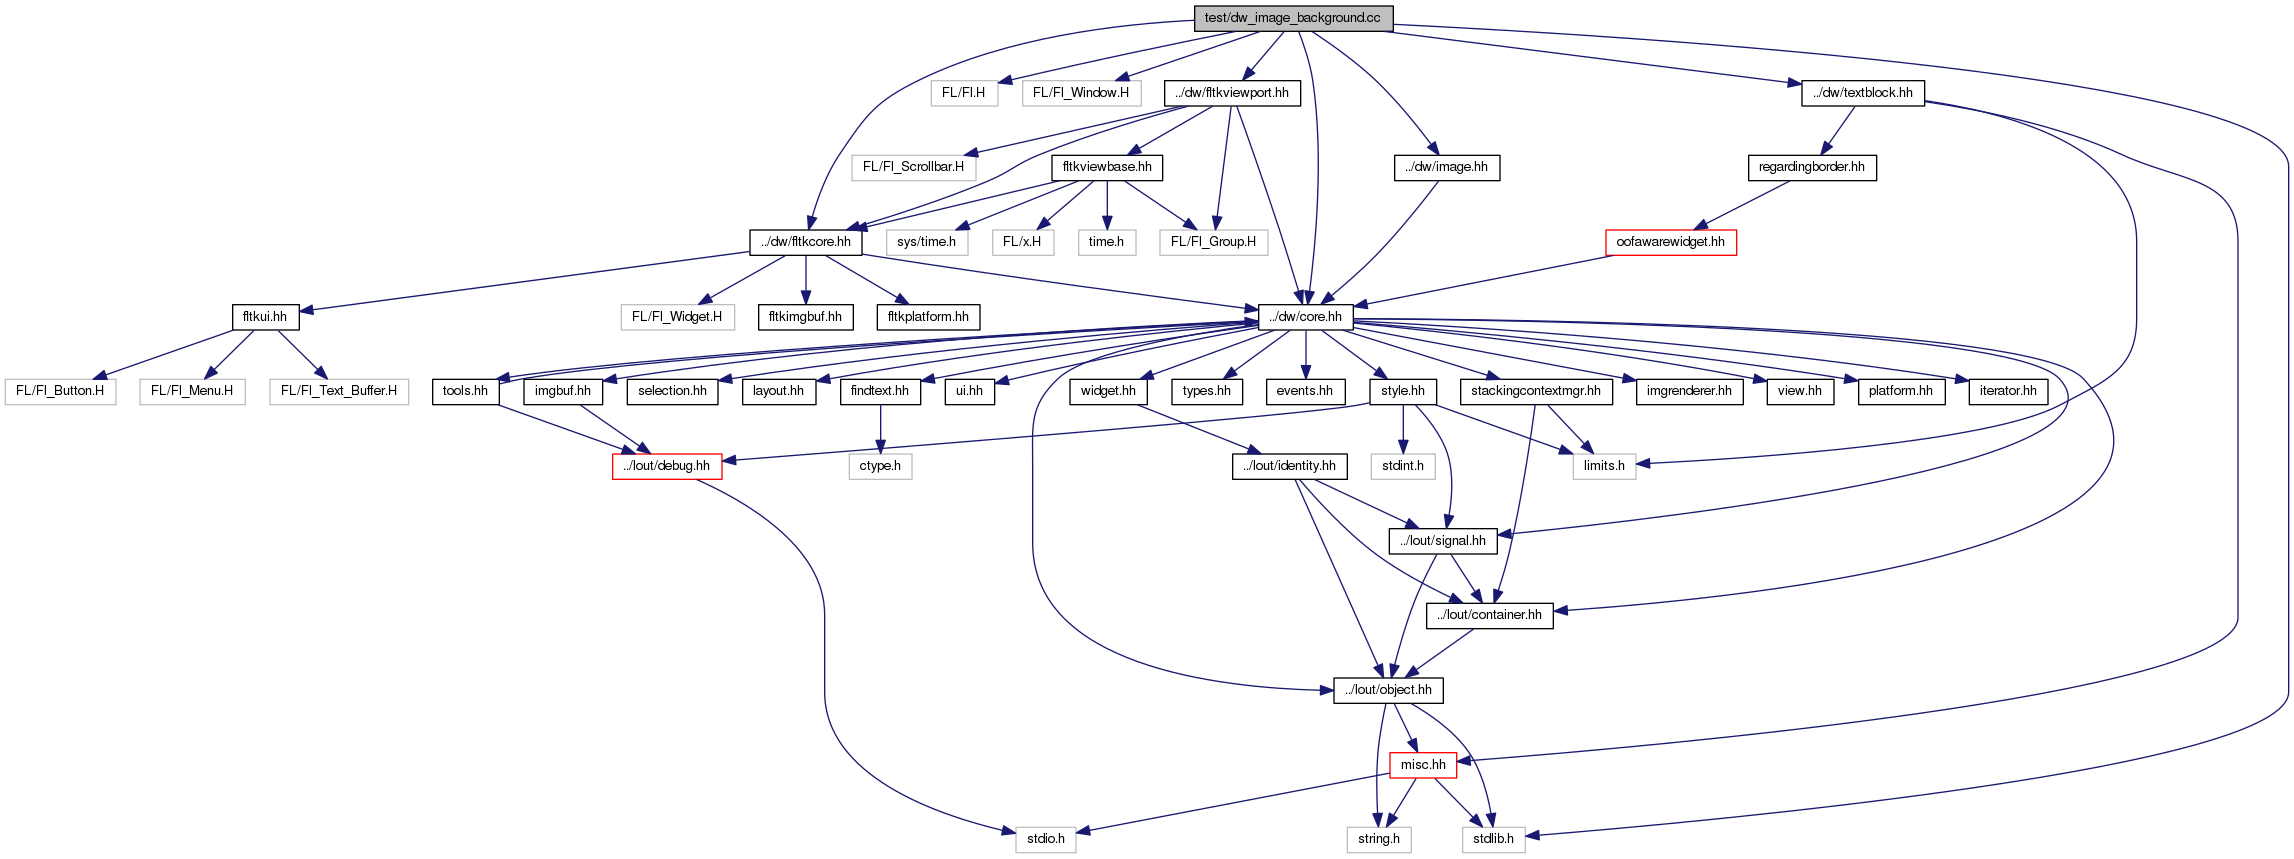 test/dw_image_background.cc
FL/Fl.H
FL/Fl_Window.H
../dw/fltkviewport.hh
../dw/textblock.hh
FL/Fl_Scrollbar.H
fltkviewbase.hh
../dw/image.hh
regardingborder.hh
../dw/fltkcore.hh
sys/time.h
FL/x.H
time.h
FL/Fl_Group.H
oofawarewidget.hh
fltkui.hh
FL/Fl_Widget.H
fltkimgbuf.hh
fltkplatform.hh
../dw/core.hh
FL/Fl_Button.H
FL/Fl_Menu.H
FL/Fl_Text_Buffer.H
tools.hh
imgbuf.hh
selection.hh
layout.hh
findtext.hh
ui.hh
widget.hh
types.hh
events.hh
style.hh
stackingcontextmgr.hh
imgrenderer.hh
view.hh
platform.hh
iterator.hh
../lout/debug.hh
ctype.h
../lout/identity.hh
stdint.h
limits.h
../lout/signal.hh
../lout/container.hh
../lout/object.hh
misc.hh
stdio.h
string.h
stdlib.h